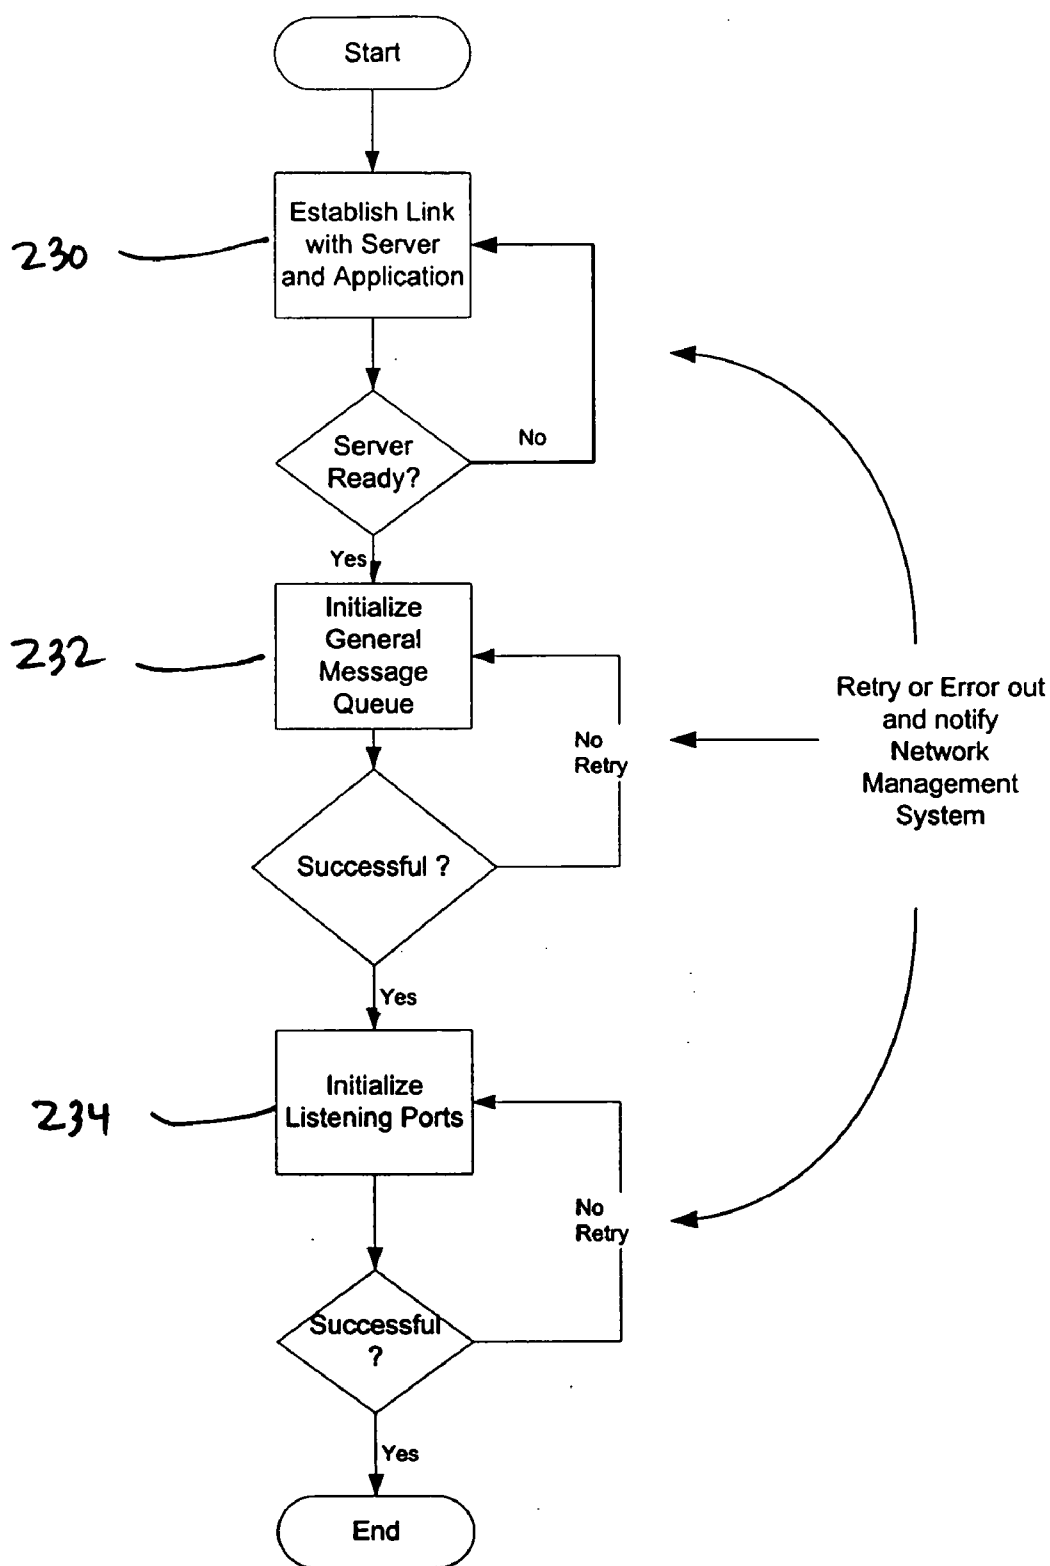 Start
230
Establish Link
with Server
and Application
Server
Ready?
No
Yes
232
Initialize
General
Message
Queue
No
Retry
Retry or Error out
and notify
Network
Management
System
Successful ?
Yes
234
Initialize
Listening Ports
No
Retry
Successful
?
Yes
End